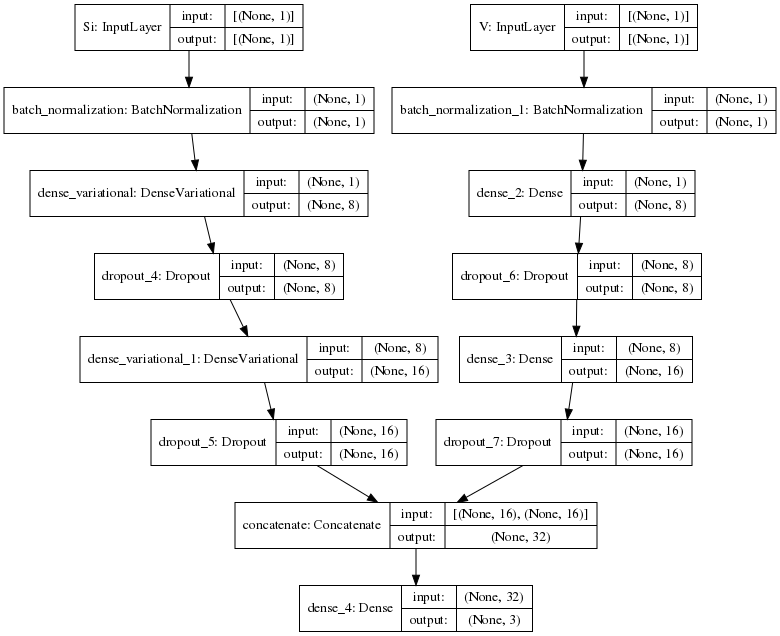 Si: InputLayer input: [(None, 1)]
output: [(None, 1)]
V: InputLayer input: [(None, 1)]
output: [(None, 1)]
batch_normalization: BatchNormalization input: (None, 1)
output: (None, 1)
batch_normalization_1: BatchNormalization input: (None, 1)
output: (None, 1)
dense_variational: DenseVariational input: (None, 1)
output: (None, 8)
dense_2: Dense input: (None, 1)
output: (None, 8)
dropout_4: Dropout input: (None, 8)
output: (None, 8)
dropout_6: Dropout input: (None, 8)
output: (None, 8)
dense_variational_1: DenseVariational input: (None, 8)
output: (None, 16)
dense_3: Dense input: (None, 8)
output: (None, 16)
dropout_5: Dropout input: (None, 16)
output: (None, 16)
dropout_7: Dropout input: (None, 16)
output: (None, 16)
concatenate: Concatenate input: [(None, 16), (None, 16)]
output: (None, 32)
dense_4: Dense input: (None, 32)
output: (None, 3)